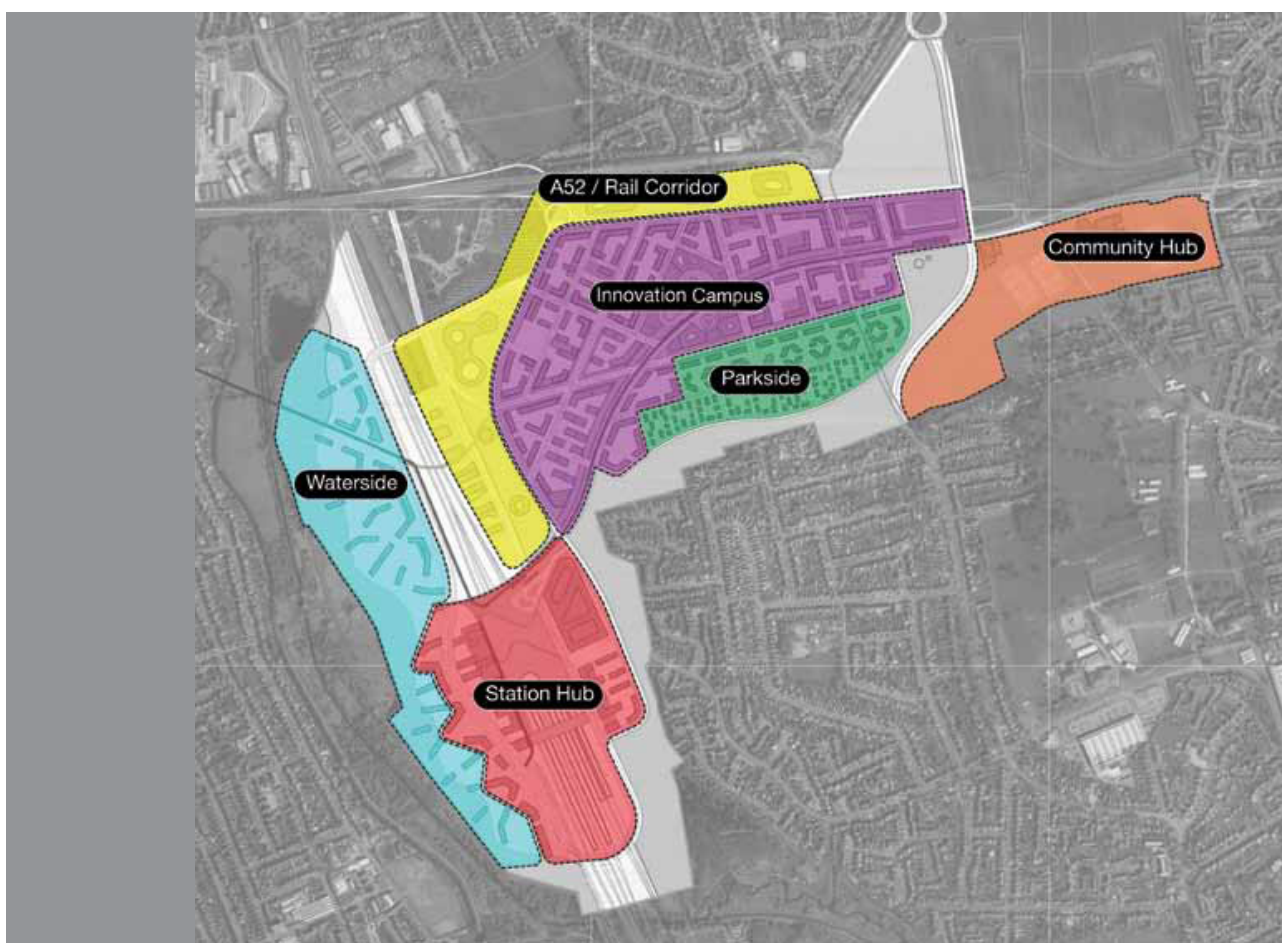 A52 / Rail Corridor
Community Hub
Innovation Campus
Parkside
Waterside
Station Hub